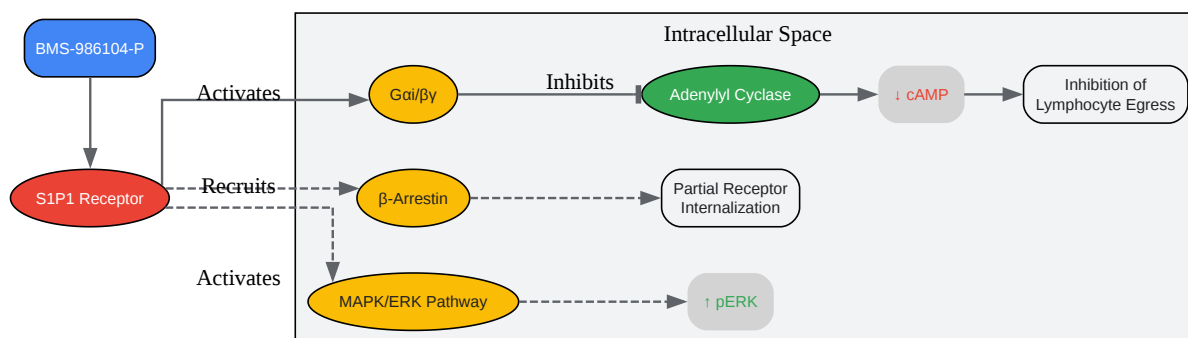 Intracellular Space
BMS-986104-P
Activates
Gαi/βγ
Inhibits
Adenylyl Cyclase
↓ cAMP
Inhibition of
Lymphocyte Egress
S1P1 Receptor
Recruits
β-Arrestin
Partial Receptor
Internalization
Activates
MAPK/ERK Pathway
↑ pERK